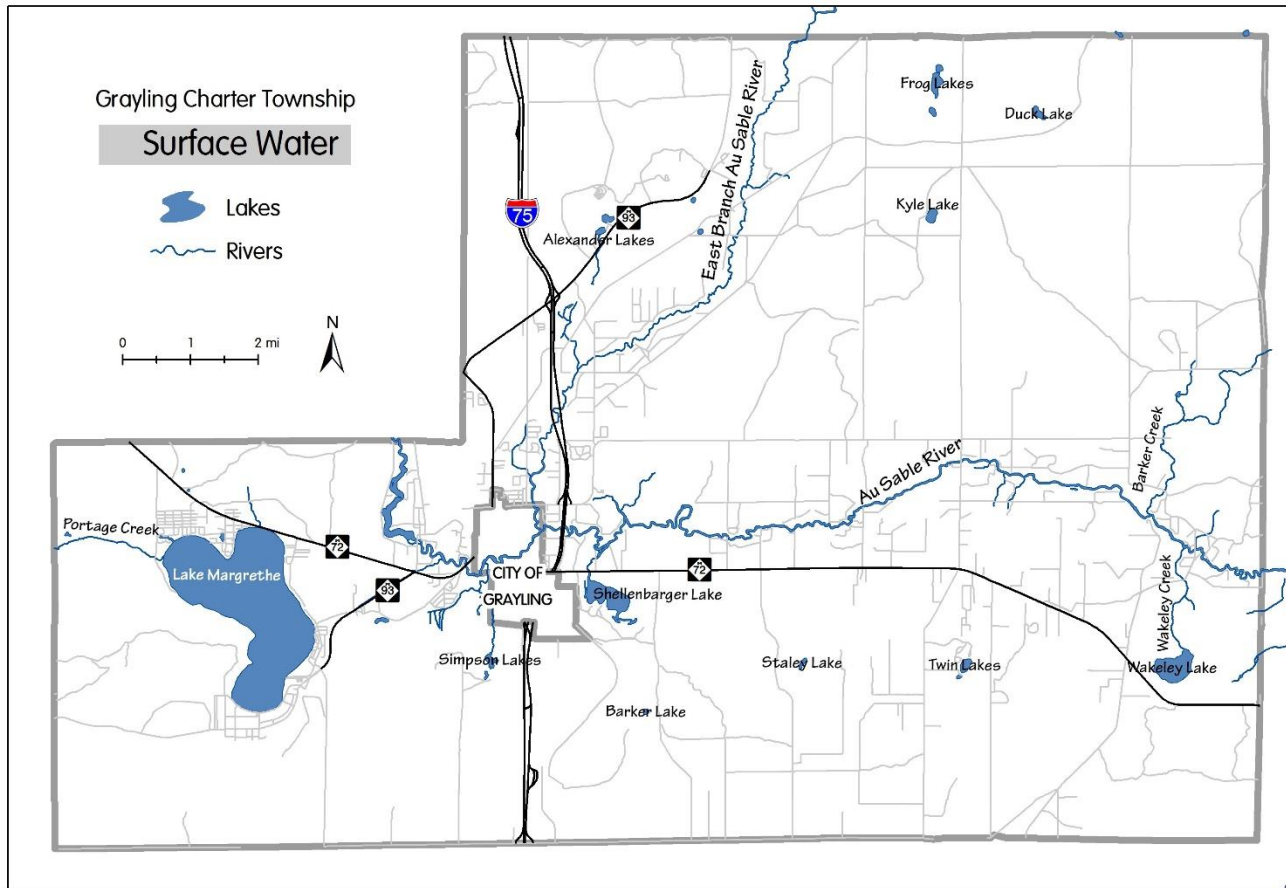 Grayling Charter Township
Surface Water
Lakes
Rivers
0 1 2 mi
N
75
93
Alexander Lakes
East Branch Au Sable River
Frog Lakes
Duck Lake
Kyle Lake
Barker Creek
Au Sable River
Portage Creek
72
Lake Margrethe
93
CITY OF
GRAYLING
72
Shellenbarger Lake
Wakeley Creek
Simpson Lakes
Staley Lake
Twin Lakes
Wakeley Lake
Barker Lake